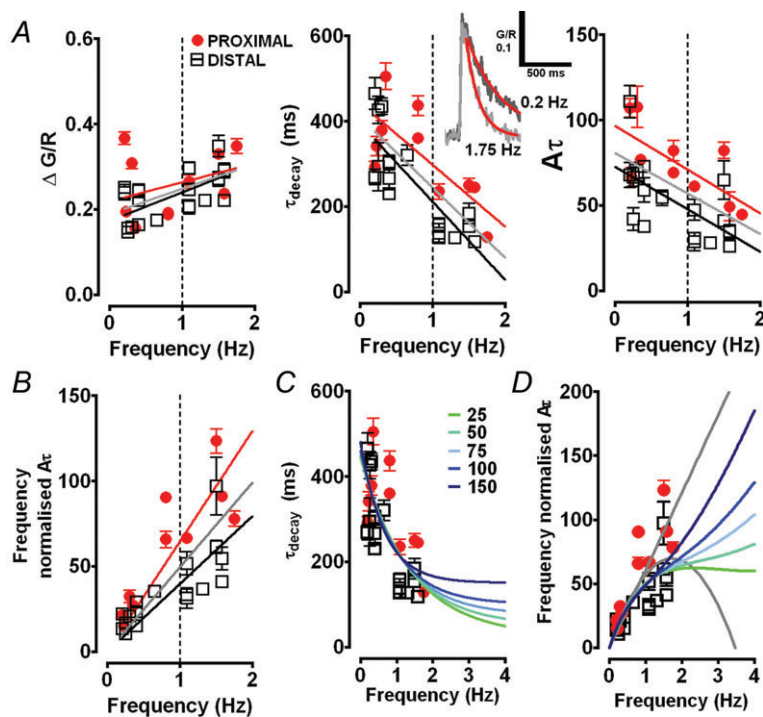 A
PROXIMAL
DISTAL
Δ G/R
0.6
0.4
0.2
0.0
0
1
2
Frequency (Hz)
τdecay (ms)
600
400
200
0
0
1
2
Frequency (Hz)
G/R
0.1
500 ms
0.2 Hz
1.75 Hz
Aτ
150
100
50
0
0
1
2
Frequency (Hz)
B
Frequency
normalised Aτ
150
100
50
0
0
1
2
Frequency (Hz)
C
τdecay (ms)
600
400
200
0
0
1
2
3
4
Frequency (Hz)
25
50
75
100
150
D
Frequency normalised Aτ
200
150
100
50
0
0
1
2
3
4
Frequency (Hz)